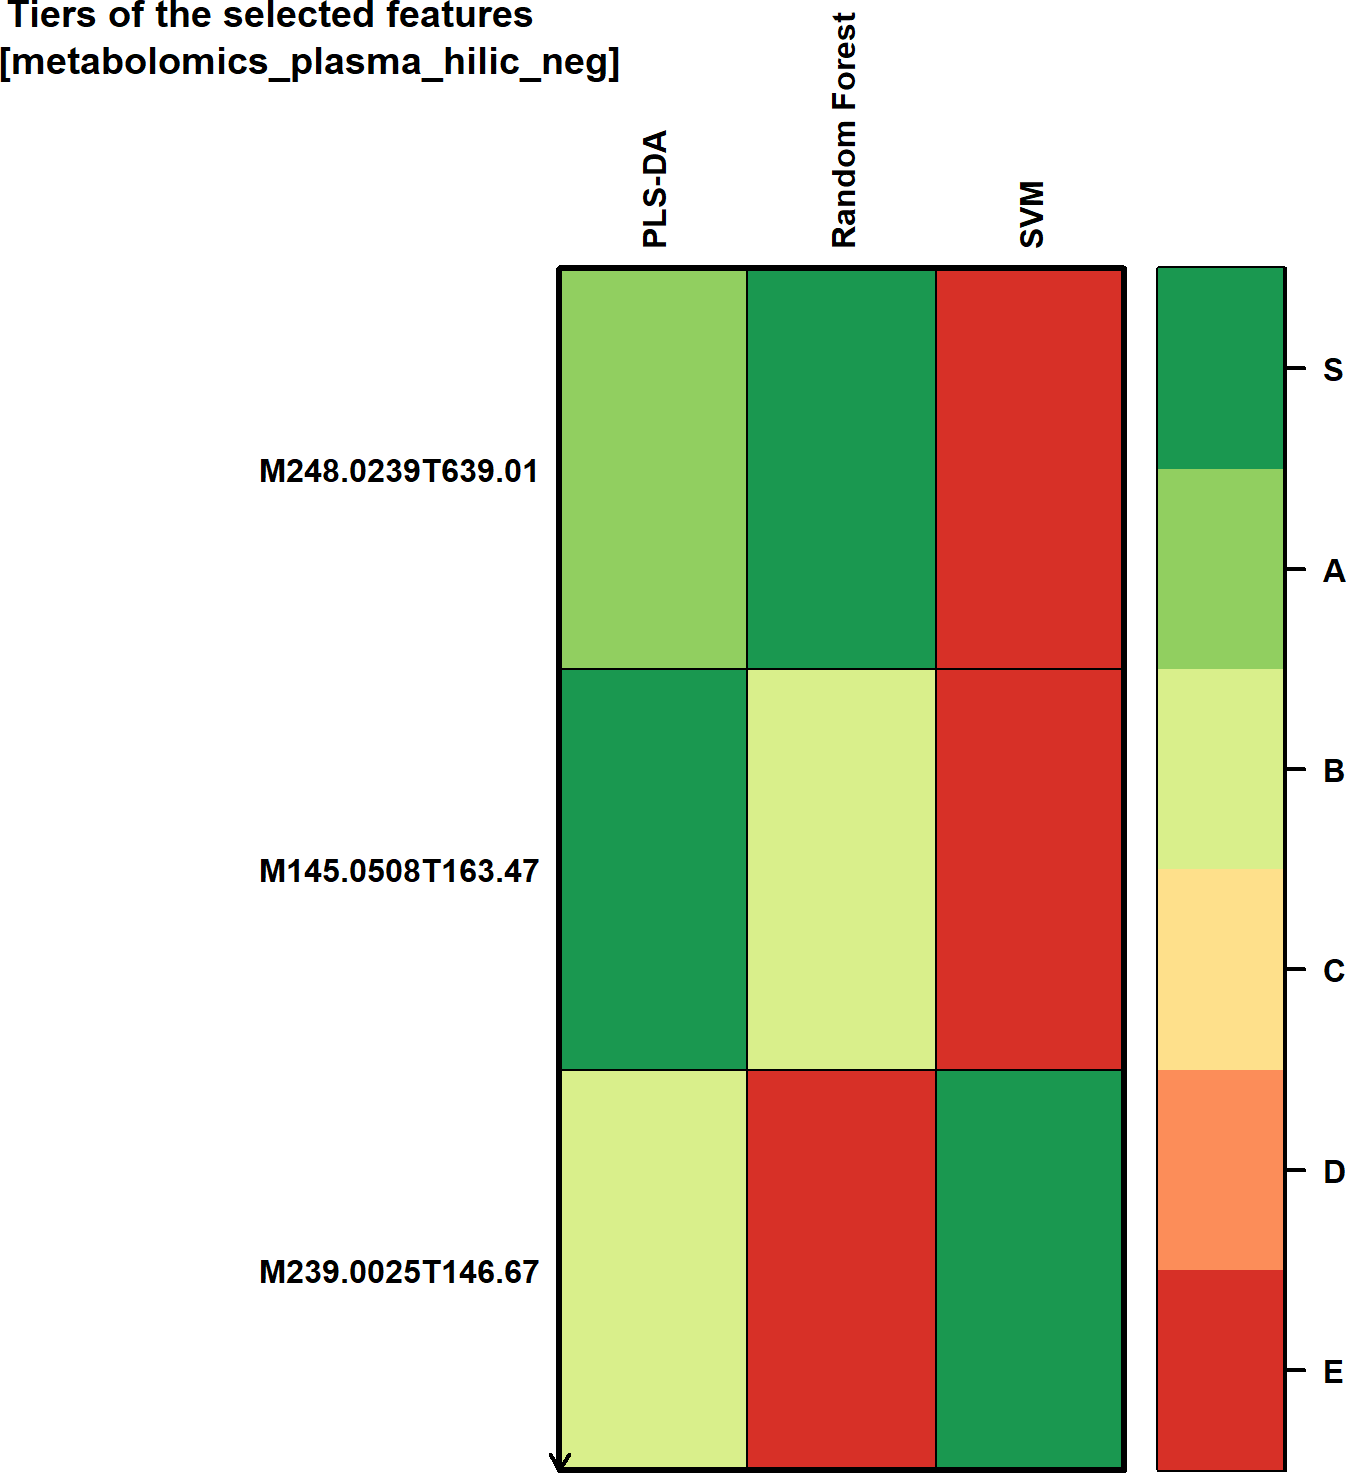 Tiers of the selected features
[metabolomics_plasma_hilic_neg]
PLS-DA
Random Forest
SVM
M248.0239T639.01
M145.0508T163.47
M239.0025T146.67
S
A
B
C
D
E